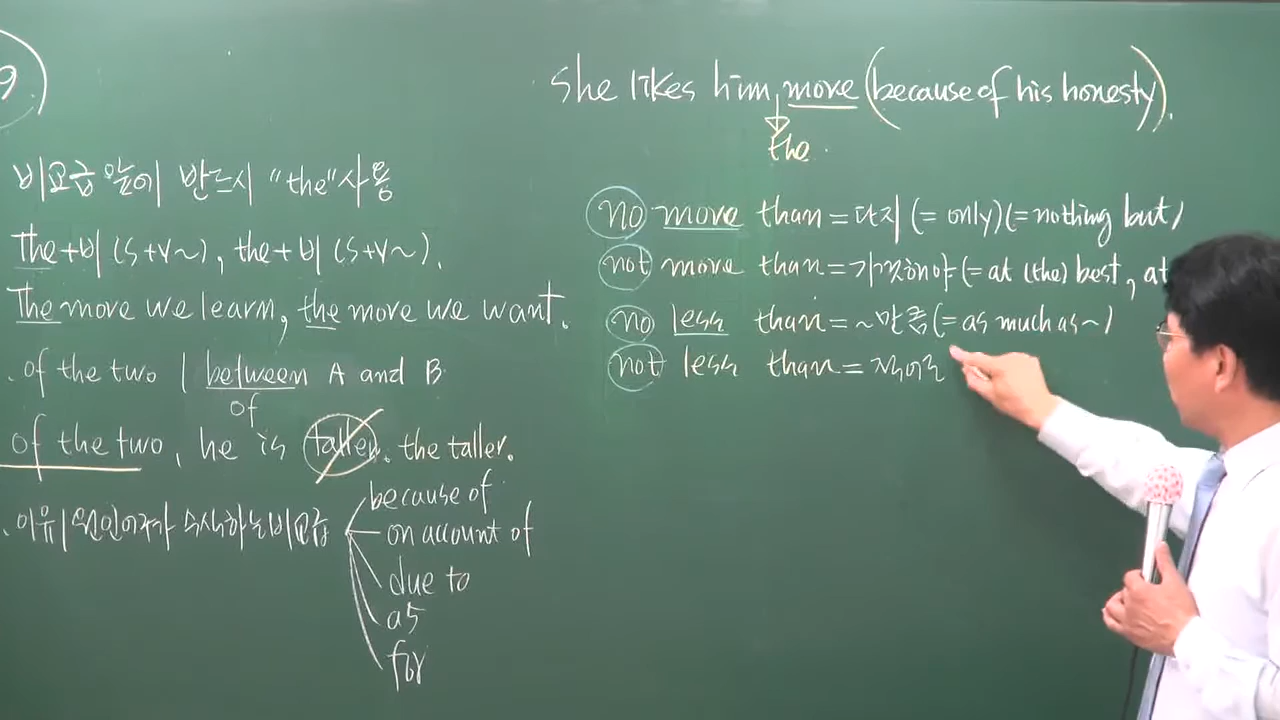 9
비교급 앞에 반드시 "the"사용
The+비(S+V~), the+비(S+V~).
The more we learn, the more we want.
. of the two | between A and B
of
of the two, he is taller. the taller.
. 이유|원인어구가 수식하는 비교급
because of
on account of
due to
as
for
She likes him more (because of his honesty).
the.
no more than = 단지 (= only)(= nothing but)
not more than = 기껏해야 (= at (the) best, at
no less than = ~만큼 (= as much as ~)
not less than = 적어도